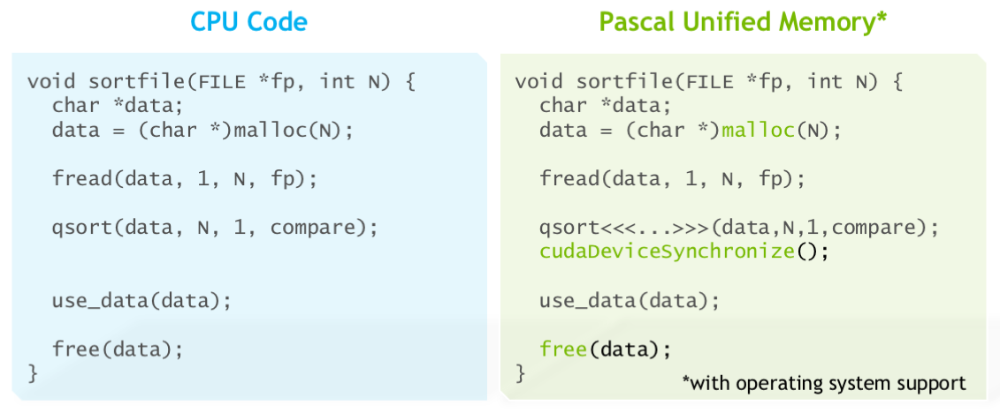 CPU Code
void sortfile(FILE *fp, int N) {
char *data;
data = (char *)malloc(N);
fread(data, 1, N, fp);
qsort(data, N, 1, compare);
use_data(data);
free(data);
}
Pascal Unified Memory*
void sortfile(FILE *fp, int N) {
char *data;
data = (char *)malloc(N);
fread(data, 1, N, fp);
qsort<<<...>>>(data,N,1,compare);
cudaDeviceSynchronize();
use_data(data);
free(data);
}
*with operating system support